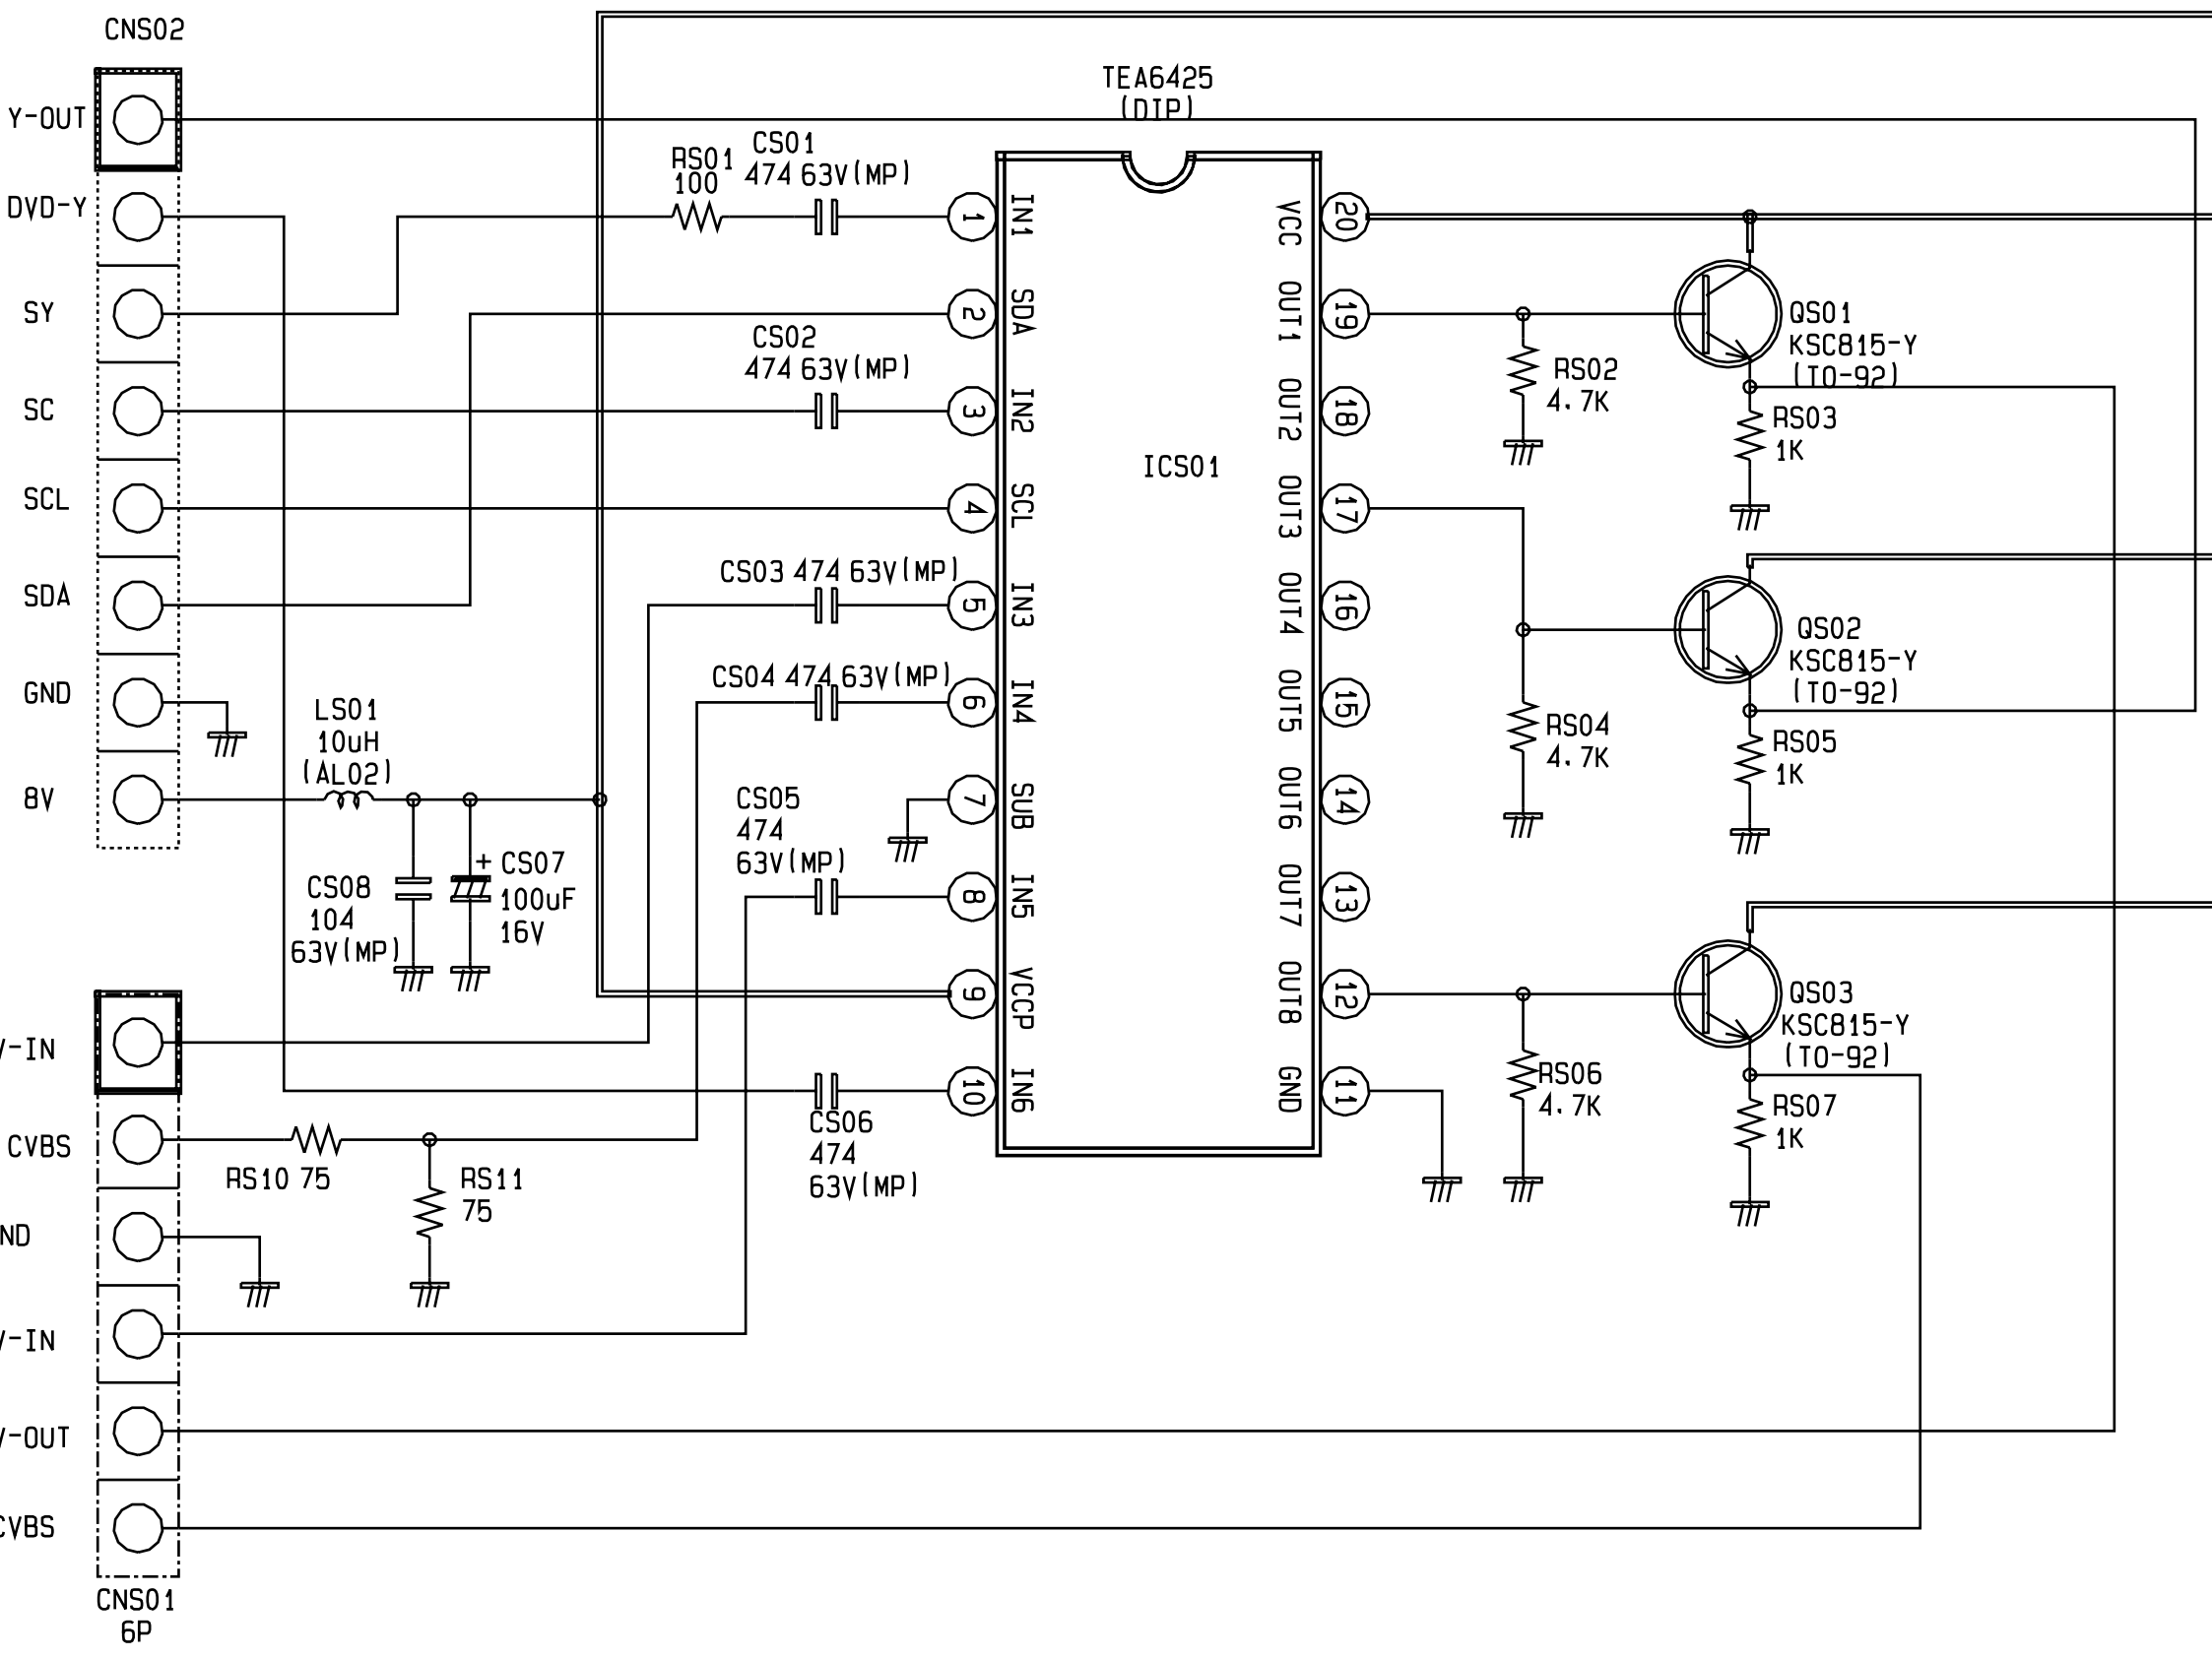 CNS02
Y-OUT
DVD-Y
SY
SC
SCL
SDA
GND
8V
LS01
10uH
(AL02)
CS08
104
63V(MP)
+ CS07
100uF
16V
RS01
100
CS01
474 63V(MP)
CS02
474 63V(MP)
CS03 474 63V(MP)
CS04 474 63V(MP)
CS05
474
63V(MP)
CS06
474
63V(MP)
TEA6425
(DIP)
ICS01
1 IN1
2 SDA
3 IN2
4 SCL
5 IN3
6 IN4
7 SUB
8 IN5
9 VCCP
10 IN6
VCC 20
OUT1 19
OUT2 18
OUT3 17
OUT4 16
OUT5 15
OUT6 14
OUT7 13
OUT8 12
GND 11
RS02
4.7K
QS01
KSC815-Y
(TO-92)
RS03
1K
RS04
4.7K
QS02
KSC815-Y
(TO-92)
RS05
1K
RS06
4.7K
QS03
KSC815-Y
(TO-92)
RS07
1K
V-IN
CVBS
RS10 75
RS11
75
ND
V-IN
V-OUT
CVBS
CNS01
6P